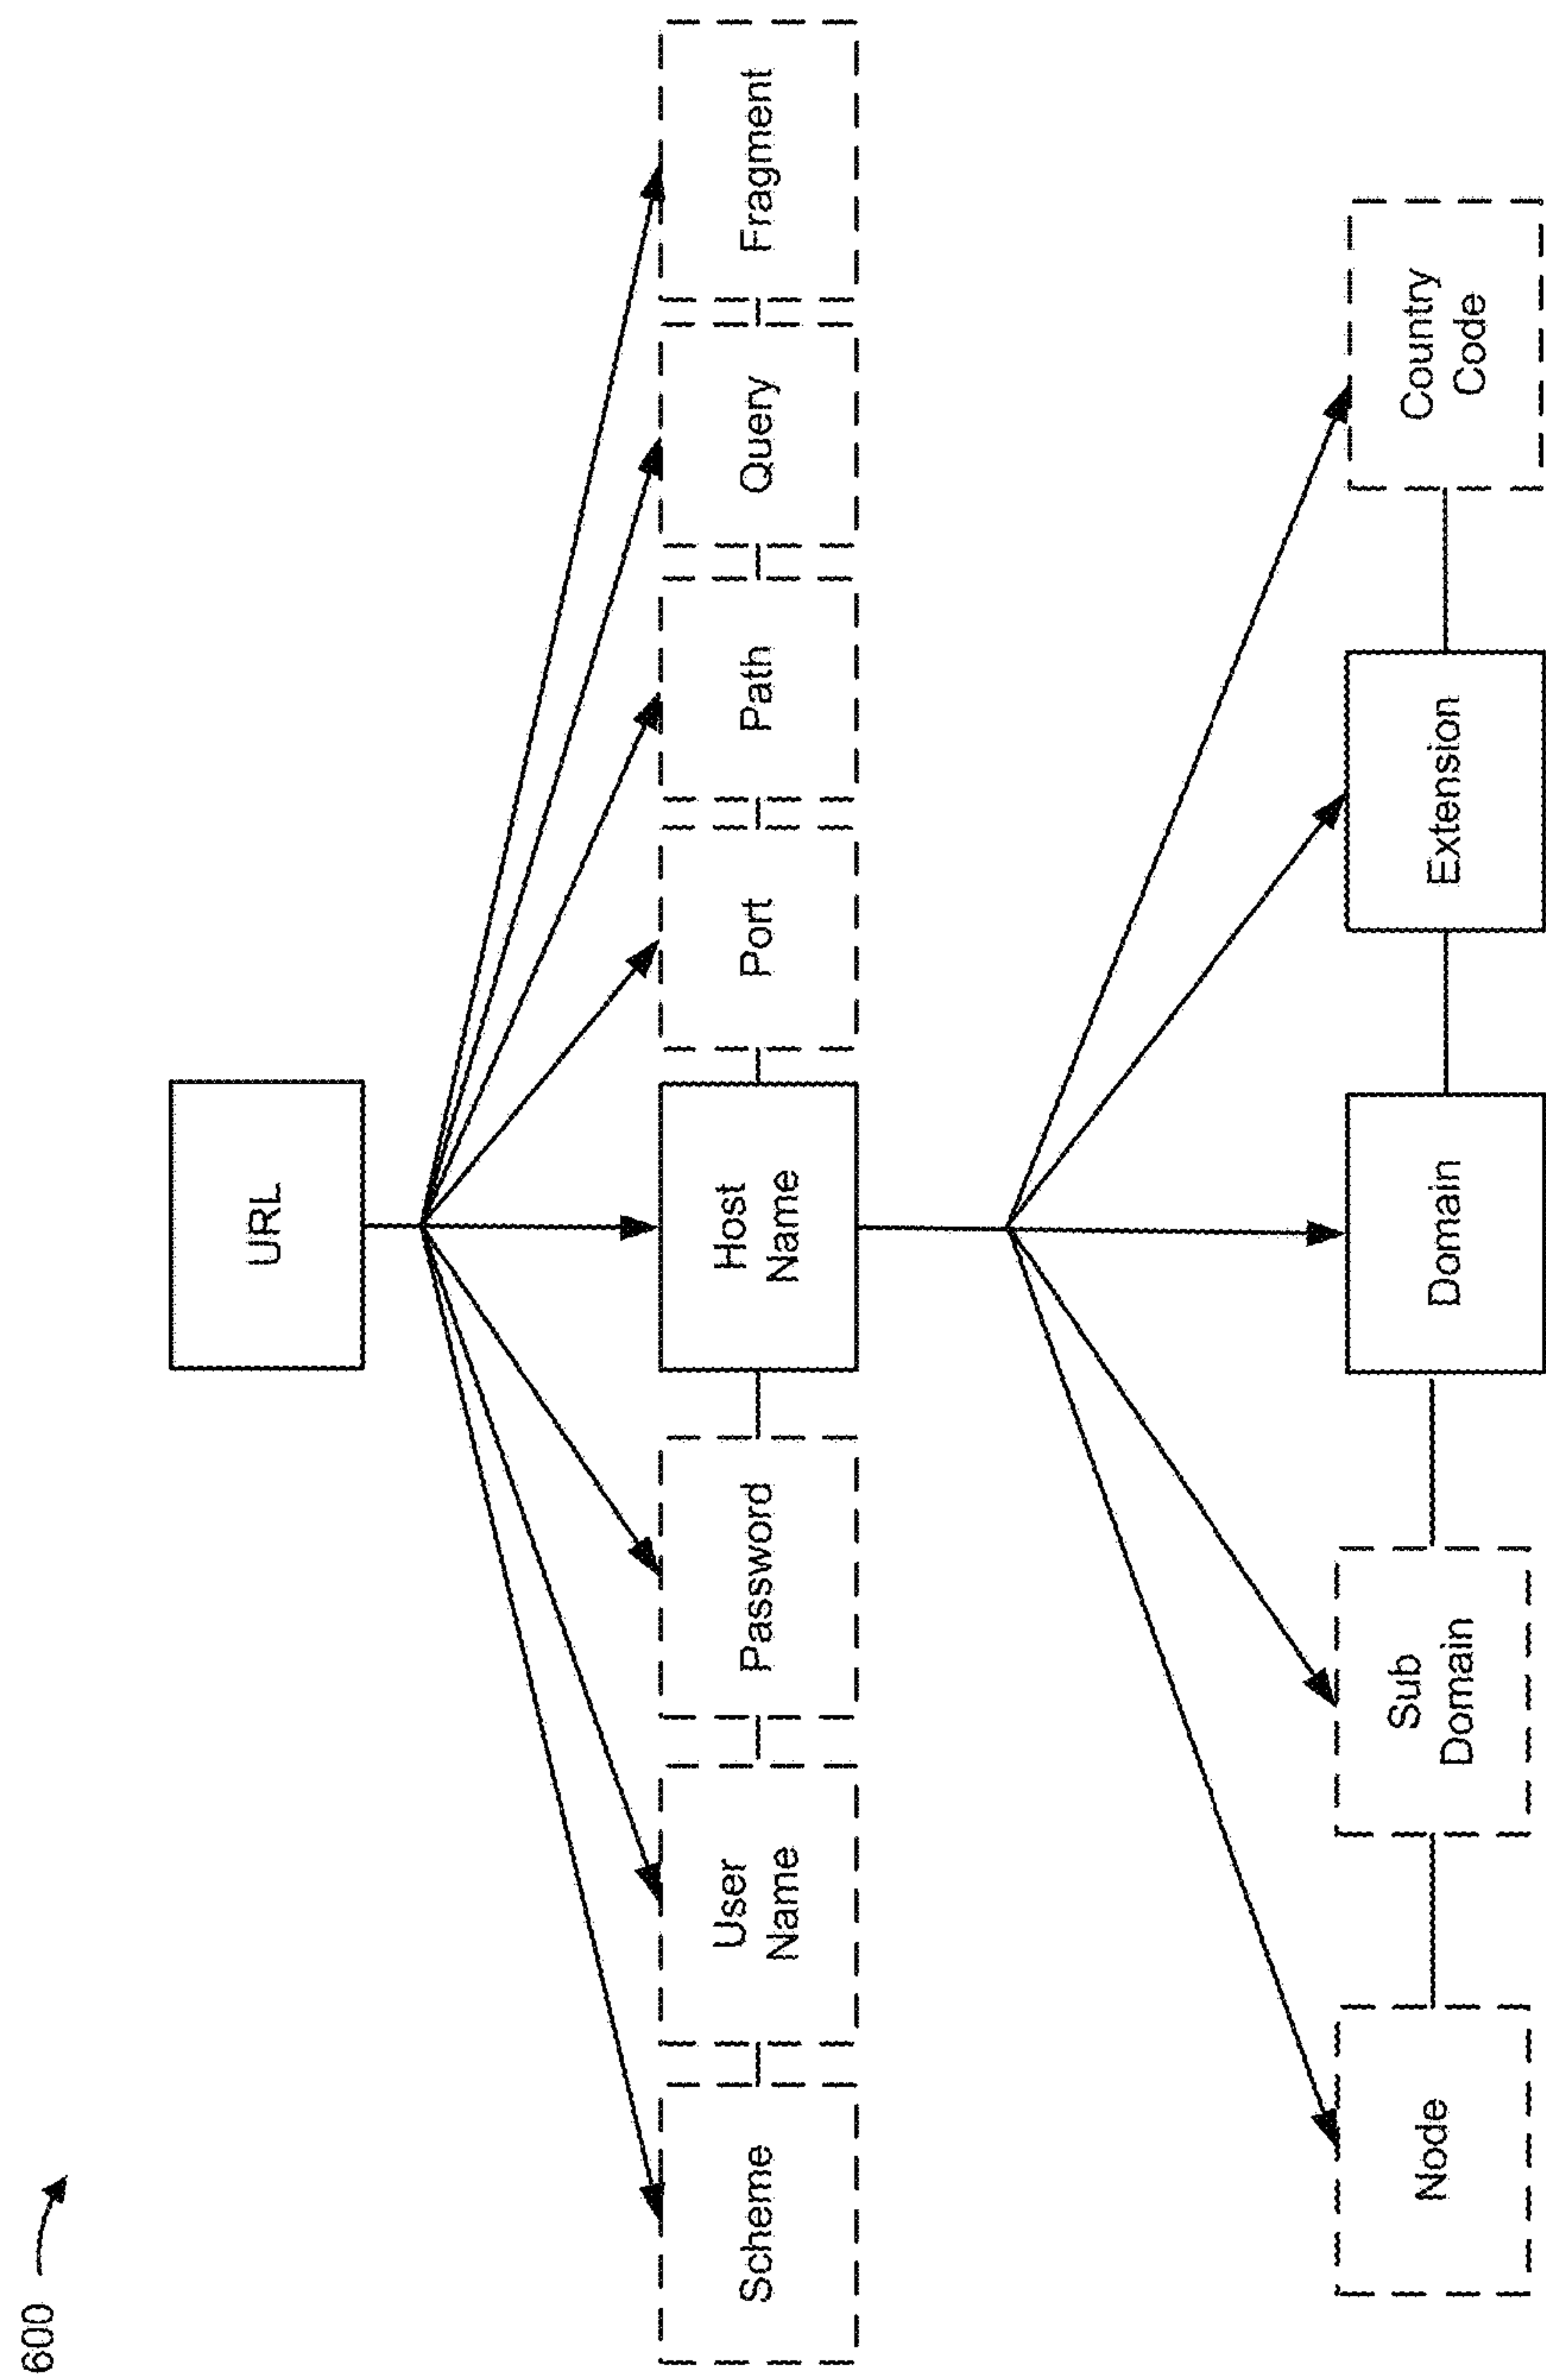 600
URL
Scheme
User
Name
Password
Host
Name
Port
Path
Query
Fragment
Node
Sub
Domain
Domain
Extension
Country
Code